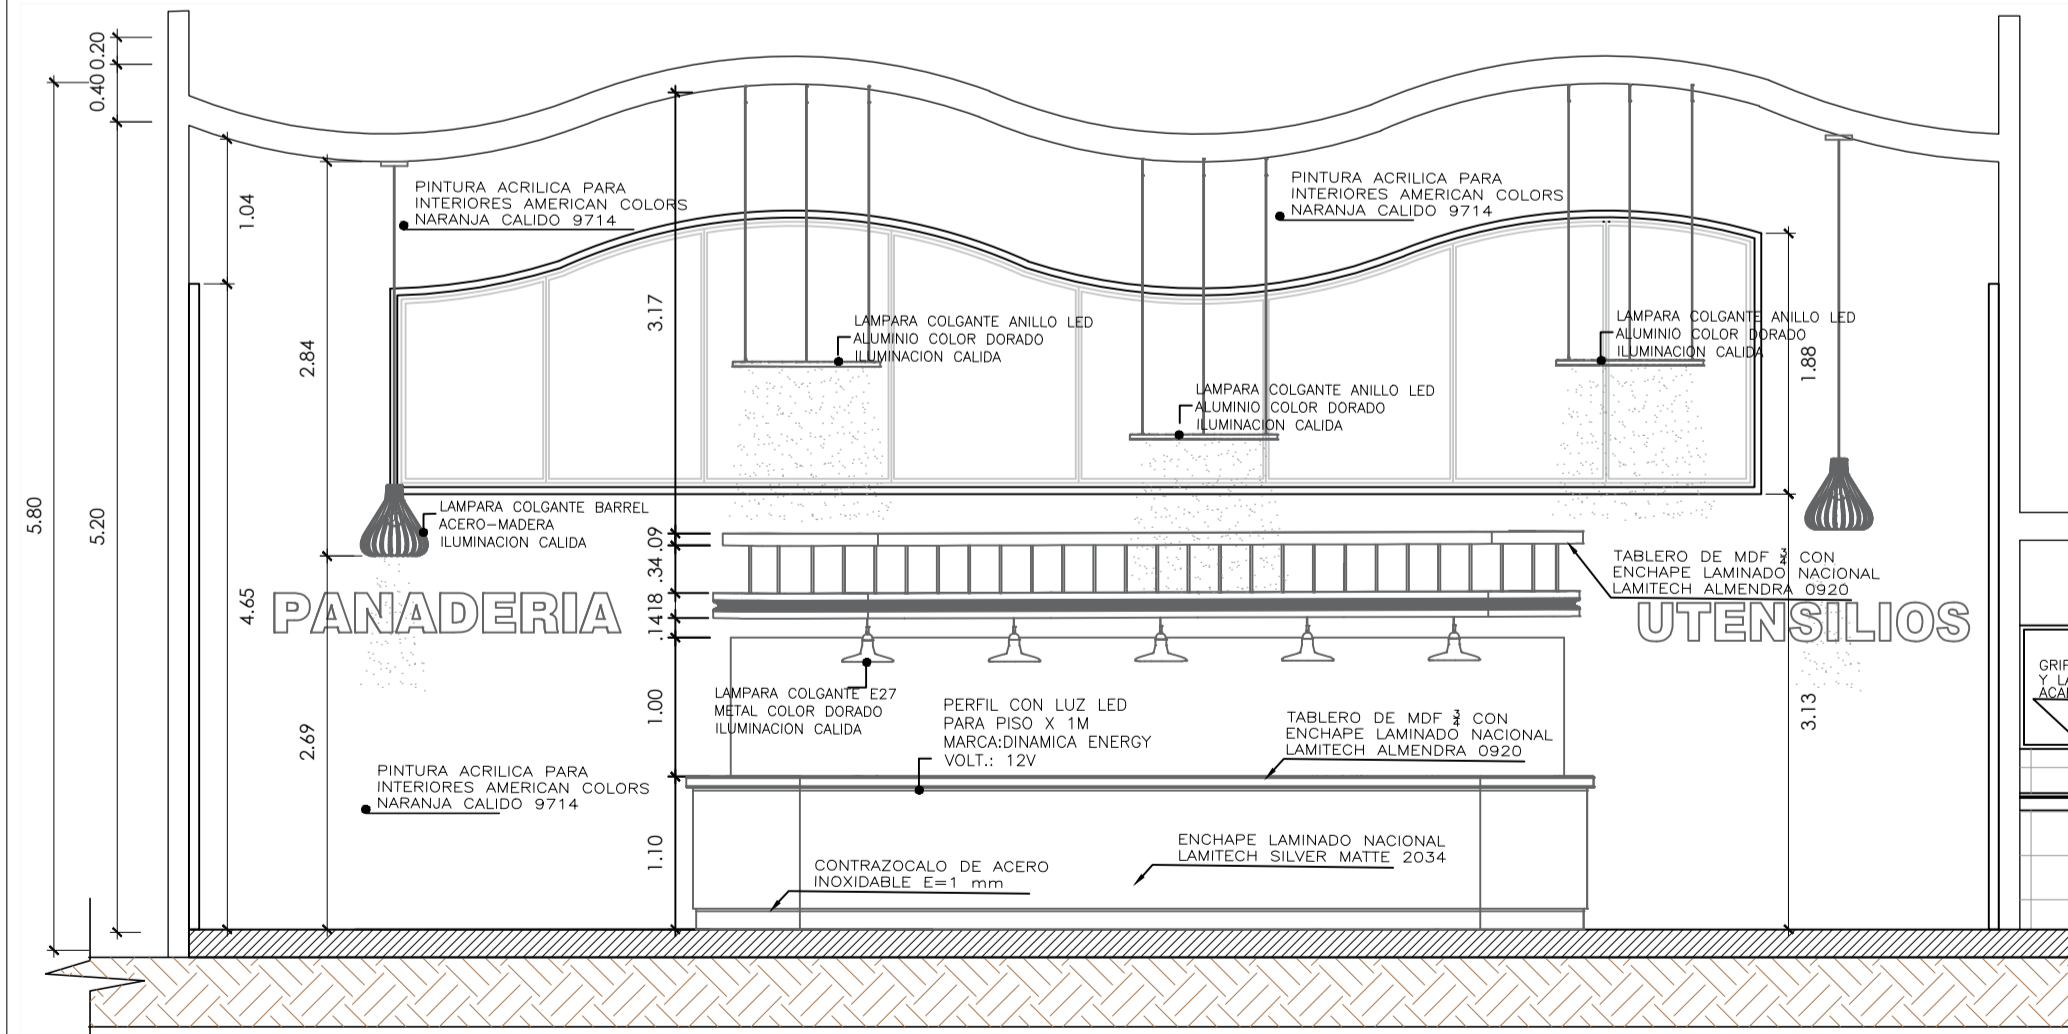 0.20
0.40
5.80
5.20
1.04
4.65
2.84
2.69
3.17
.09
.34
.18
.14
1.00
1.10
1.88
3.13
PINTURA ACRILICA PARA
INTERIORES AMERICAN COLORS
NARANJA CALIDO 9714
PINTURA ACRILICA PARA
INTERIORES AMERICAN COLORS
NARANJA CALIDO 9714
LAMPARA COLGANTE ANILLO LED
ALUMINIO COLOR DORADO
ILUMINACION CALIDA
LAMPARA COLGANTE ANILLO LED
ALUMINIO COLOR DORADO
ILUMINACION CALIDA
LAMPARA COLGANTE ANILLO LED
ALUMINIO COLOR DORADO
ILUMINACION CALIDA
LAMPARA COLGANTE BARREL
ACERO-MADERA
ILUMINACION CALIDA
TABLERO DE MDF 3/4 CON
ENCHAPE LAMINADO NACIONAL
LAMITECH ALMENDRA 0920
PANADERIA
UTENSILIOS
LAMPARA COLGANTE E27
METAL COLOR DORADO
ILUMINACION CALIDA
PERFIL CON LUZ LED
PARA PISO X 1M
MARCA:DINAMICA ENERGY
VOLT.: 12V
TABLERO DE MDF 3/4 CON
ENCHAPE LAMINADO NACIONAL
LAMITECH ALMENDRA 0920
PINTURA ACRILICA PARA
INTERIORES AMERICAN COLORS
NARANJA CALIDO 9714
CONTRAZOCALO DE ACERO
INOXIDABLE E=1 mm
ENCHAPE LAMINADO NACIONAL
LAMITECH SILVER MATTE 2034
Y